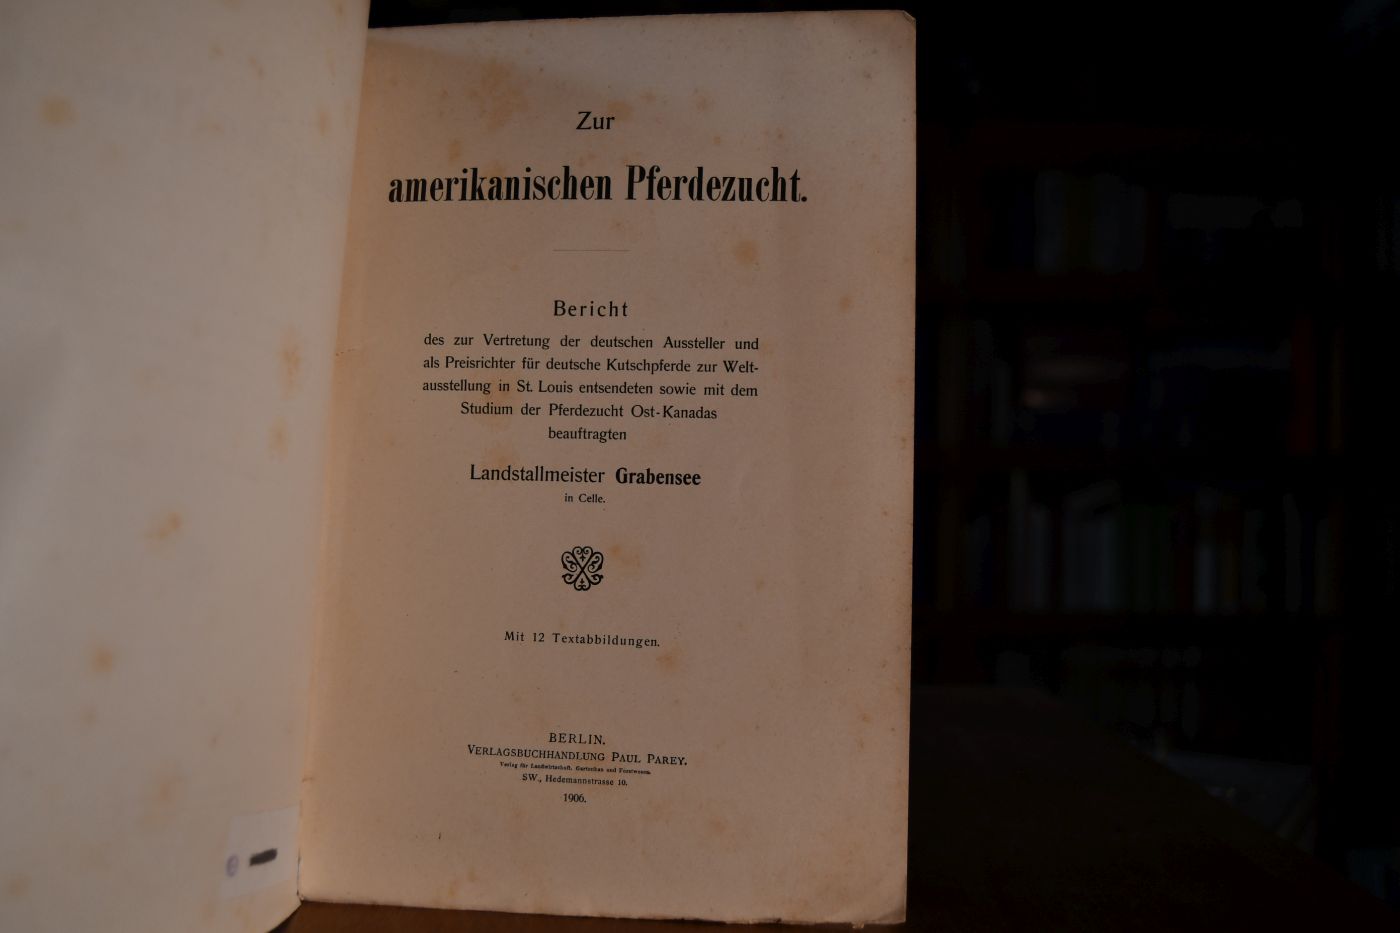 Zur
amerikanischen Pferdezucht.
Bericht
des zur Vertretung der deutschen Aussteller und
als Preisrichter für deutsche Kutschpferde zur Welt-
ausstellung in St. Louis entsendeten sowie mit dem
Studium der Pferdezucht Ost-Kanadas
beauftragten
Landstallmeister Grabensee
in Celle.
Mit 12 Textabbildungen.
BERLIN.
VERLAGSBUCHHANDLUNG PAUL PAREY.
Verlag für Landwirtschaft, Gartenbau und Forstwesen.
SW., Hedemannstrasse 10.
1906.